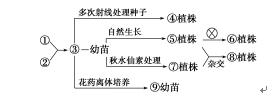 多次射线处理种子
④植株
① 自然生长 ⊗
⑤植株 ⑥植株
③—幼苗
② 秋水仙素处理 杂交 ⑧植株
⑦植株
花药离体培养
⑨幼苗